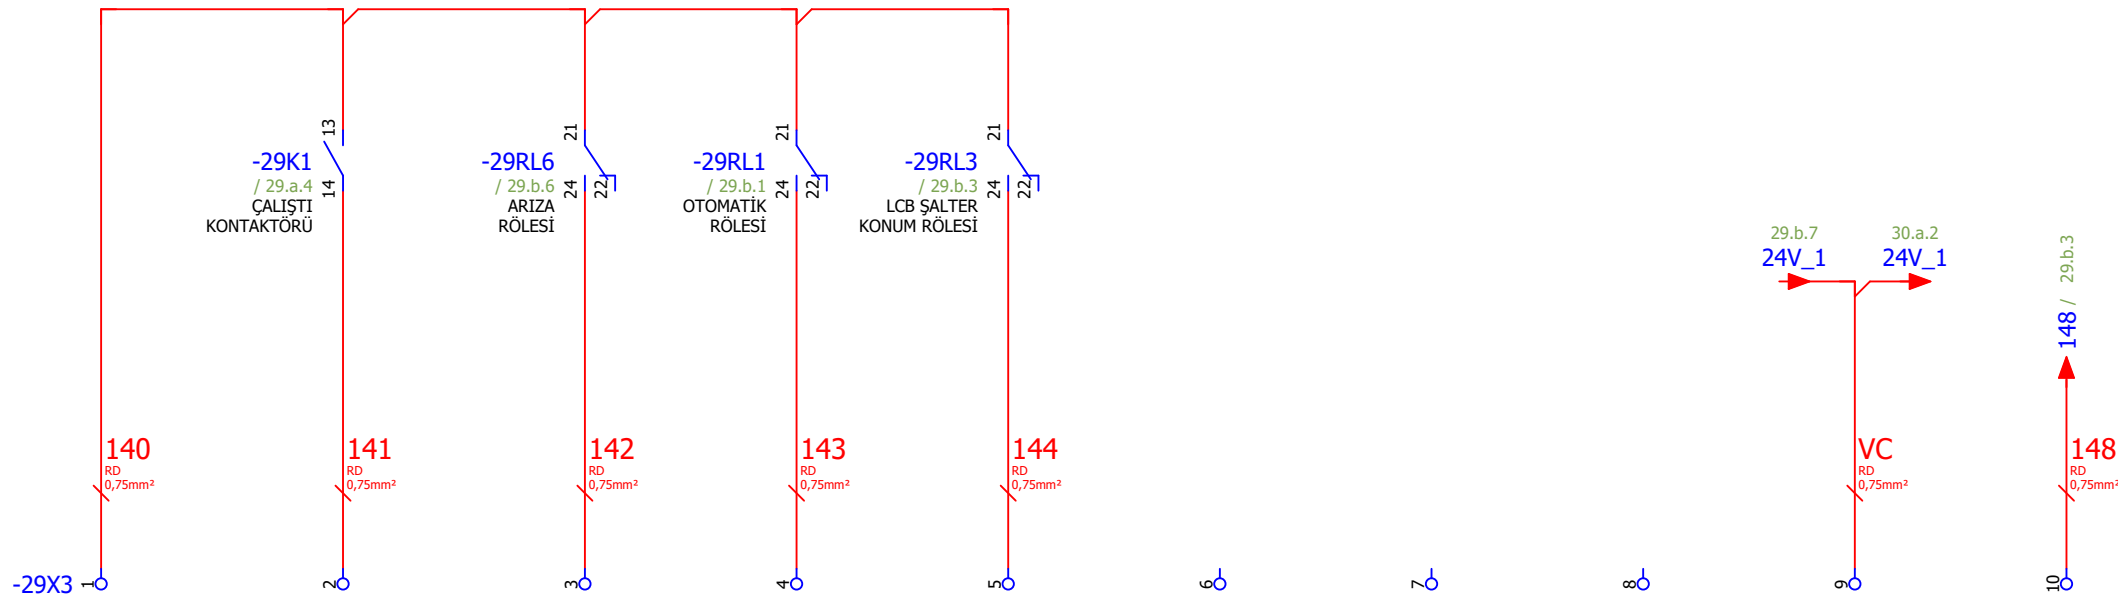 13
-29K1
/ 29.a.4
14
ÇALIŞTI
KONTAKTÖRÜ
21
-29RL6
/ 29.b.6
24
22
ARIZA
RÖLESİ
21
-29RL1
/ 29.b.1
24
22
OTOMATİK
RÖLESİ
21
-29RL3
/ 29.b.3
24
22
LCB ŞALTER
KONUM RÖLESİ
29.b.7
24V_1
30.a.2
24V_1
148 / 29.b.3
140
RD
0,75mm²
141
RD
0,75mm²
142
RD
0,75mm²
143
RD
0,75mm²
144
RD
0,75mm²
VC
RD
0,75mm²
148
RD
0,75mm²
-29X3
1
2
3
4
5
6
7
8
9
10